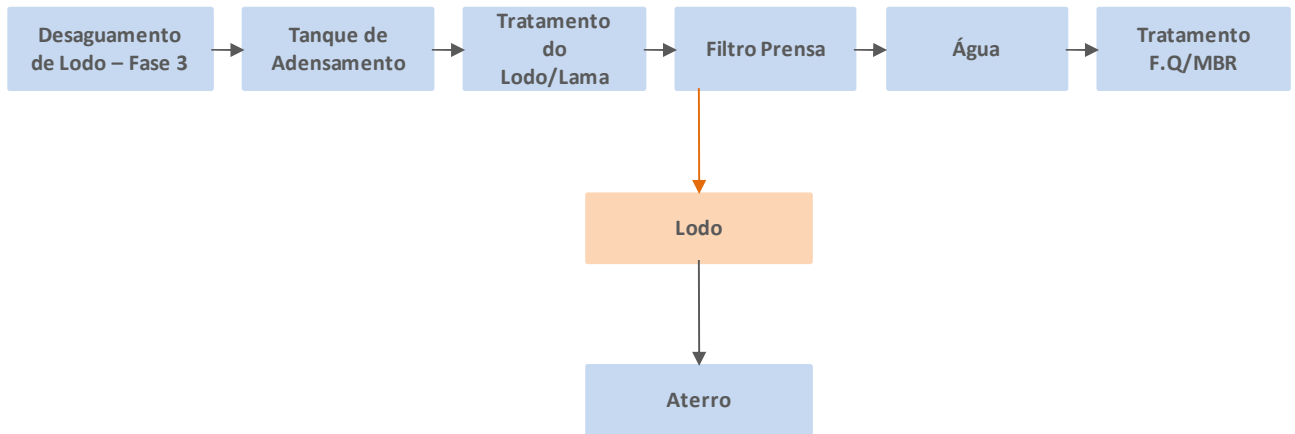 Desaguamento
de Lodo – Fase 3
Tanque de
Adensamento
Tratamento
do
Lodo/Lama
Filtro Prensa
Água
Tratamento
F.Q/MBR
Lodo
Aterro